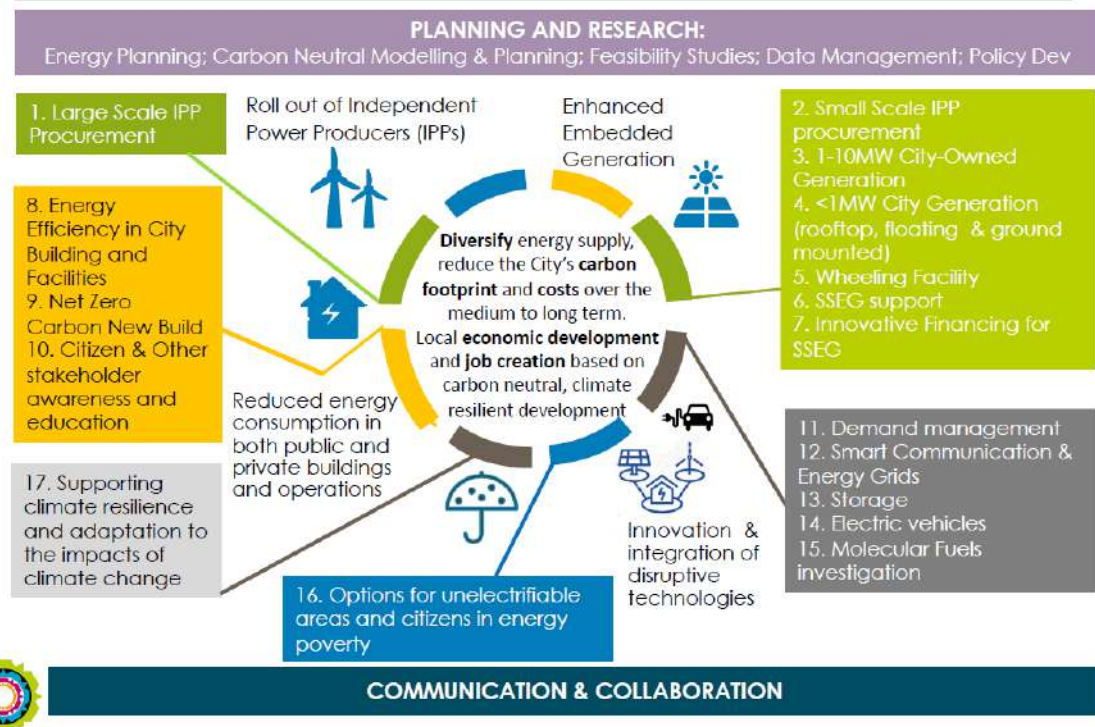 PLANNING AND RESEARCH:
Energy Planning; Carbon Neutral Modelling & Planning; Feasibility Studies; Data Management; Policy Dev
1. Large Scale IPP
Procurement
Roll out of Independent
Power Producers (IPPs)
Enhanced
Embedded
Generation
2. Small Scale IPP
procurement
3. 1-10MW City-Owned
Generation
4. <1MW City Generation
(rooftop, floating & ground
mounted)
5. Wheeling Facility
6. SSEG support
7. Innovative Financing for
SSEG
8. Energy
Efficiency in City
Building and
Facilities
9. Net Zero
Carbon New Build
10. Citizen & Other
stakeholder
awareness and
education
Diversify energy supply,
reduce the City's carbon
footprint and costs over the
medium to long term.
Local economic development
and job creation based on
carbon neutral, climate
resilient development
Reduced energy
consumption in
both public and
private buildings
and operations
11. Demand management
12. Smart Communication &
Energy Grids
13. Storage
14. Electric vehicles
15. Molecular Fuels
investigation
17. Supporting
climate resilience
and adaptation to
the impacts of
climate change
Innovation &
integration of
disruptive
technologies
16. Options for unelectrifiable
areas and citizens in energy
poverty
COMMUNICATION & COLLABORATION